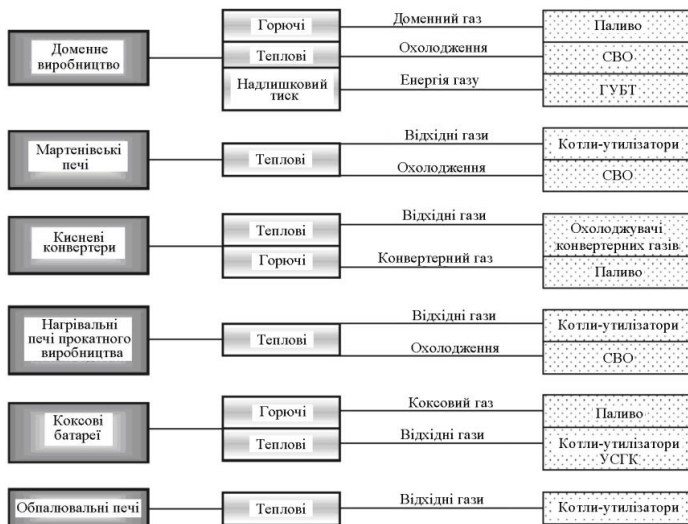 Доменне
виробництво
Горючі
Доменний газ
Паливо
Теплові
Охолодження
СВО
Надлишковий
тиск
Енергія газу
ГУБТ
Мартенівські
печі
Теплові
Відхідні гази
Котли-утилізатори
Охолодження
СВО
Кисневі
конвертери
Теплові
Відхідні гази
Охолоджувачі
конвертерних газів
Горючі
Конвертерний газ
Паливо
Нагрівальні
печі прокатного
виробництва
Теплові
Відхідні гази
Котли-утилізатори
Охолодження
СВО
Коксові
батареї
Горючі
Коксовий газ
Паливо
Теплові
Відхідні гази
Котли-утилізатори
УСГК
Обпалювальні печі
Теплові
Відхідні гази
Котли-утилізатори